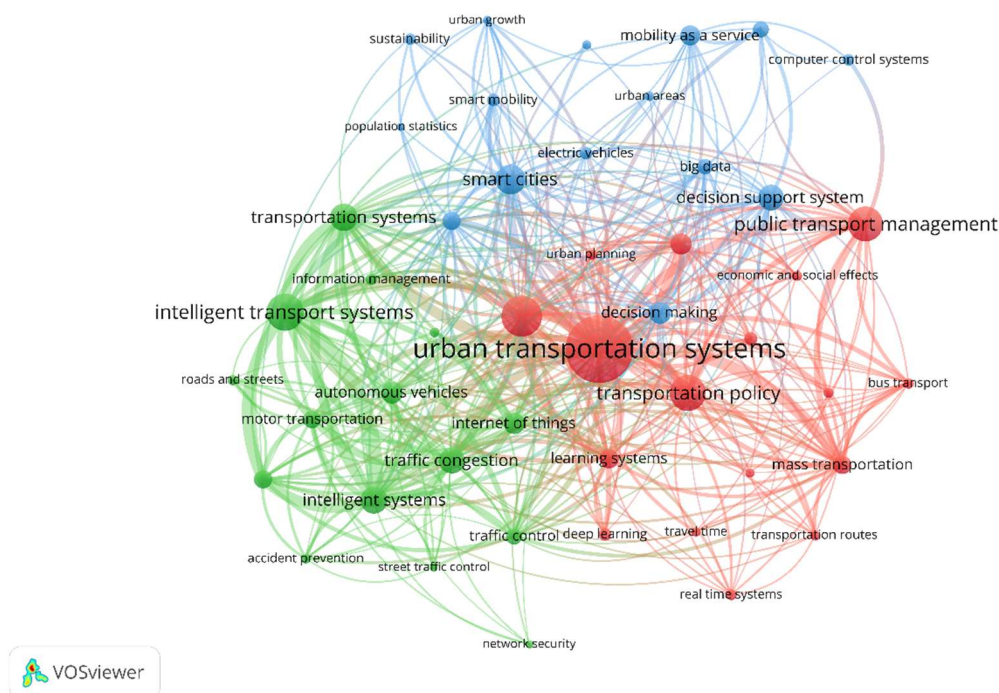 urban growth
sustainability
mobility as a service
computer control systems
smart mobility
urban areas
population statistics
electric vehicles
big data
smart cities
decision support system
transportation systems
public transport management
urban planning
information management
economic and social effects
intelligent transport systems
decision making
urban transportation systems
roads and streets
bus transport
autonomous vehicles
transportation policy
motor transportation
internet of things
traffic congestion
learning systems
mass transportation
intelligent systems
traffic control
deep learning
travel time
transportation routes
accident prevention
street traffic control
real time systems
network security
VOSviewer